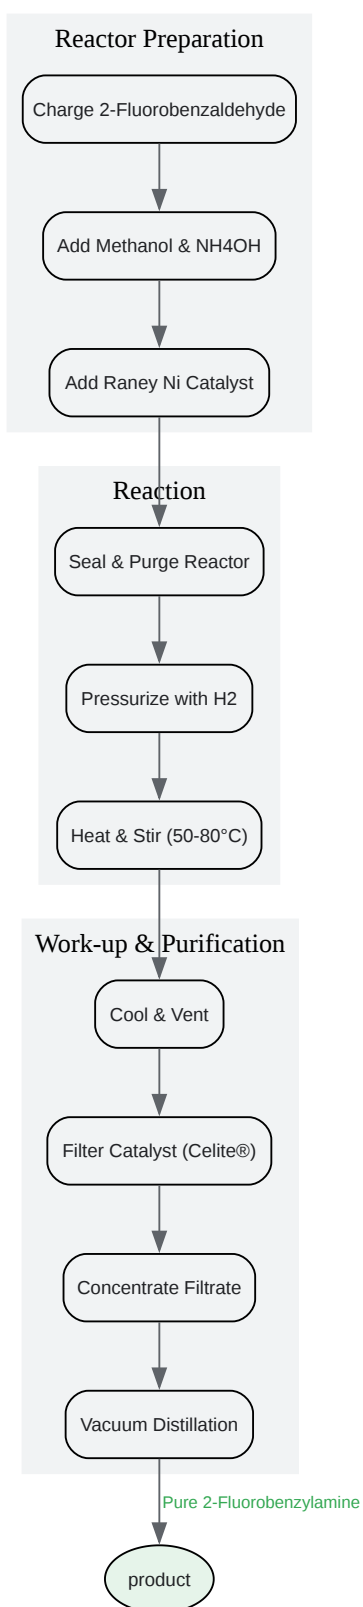 Reactor Preparation
Charge 2-Fluorobenzaldehyde
Add Methanol & NH4OH
Add Raney Ni Catalyst
Reaction
Seal & Purge Reactor
Pressurize with H2
Heat & Stir (50-80°C)
Work-up & Purification
Cool & Vent
Filter Catalyst (Celite®)
Concentrate Filtrate
Vacuum Distillation
Pure 2-Fluorobenzylamine
product